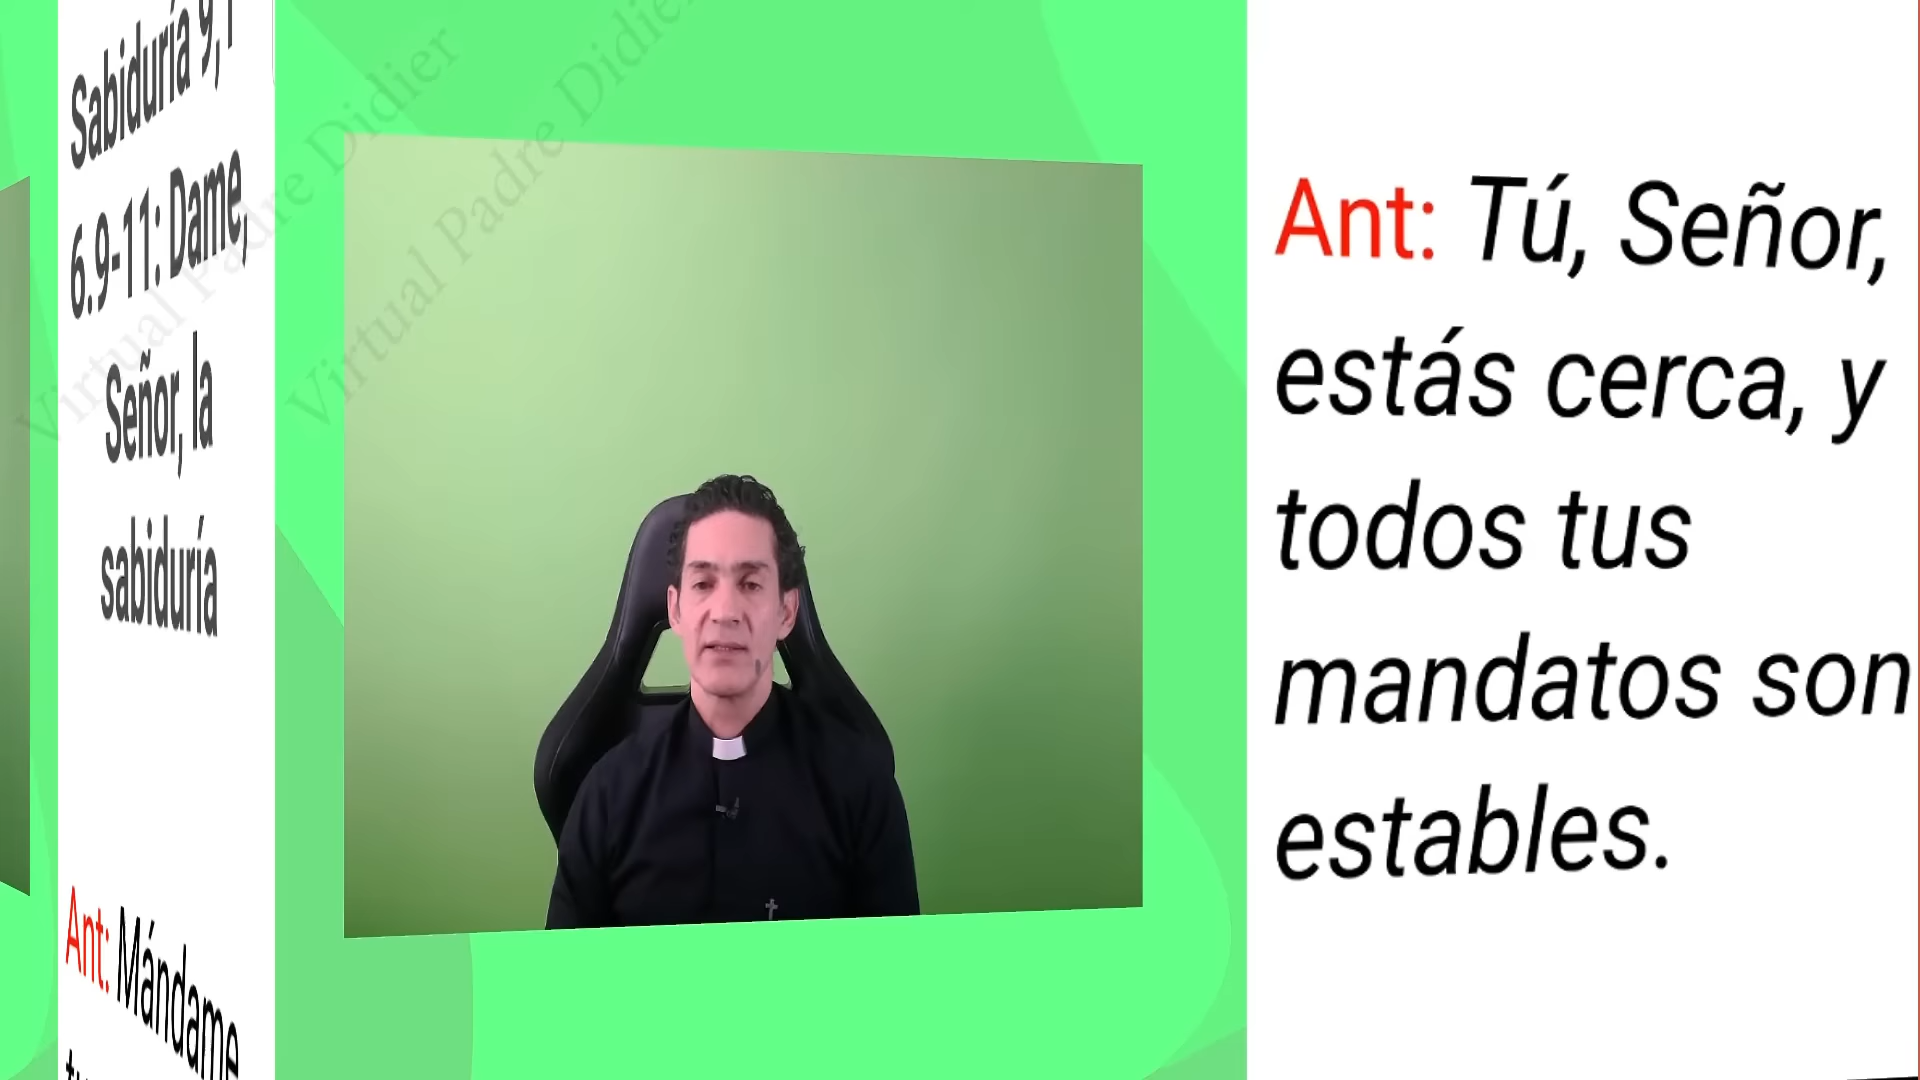 Sabiduría 9,1
6.9-11: Dame,
Señor, la
sabiduría
Ant: Mándame
Virtual Padre Didier
Virtual Padre Didier
Ant: Tú, Señor,
estás cerca, y
todos tus
mandatos son
estables.